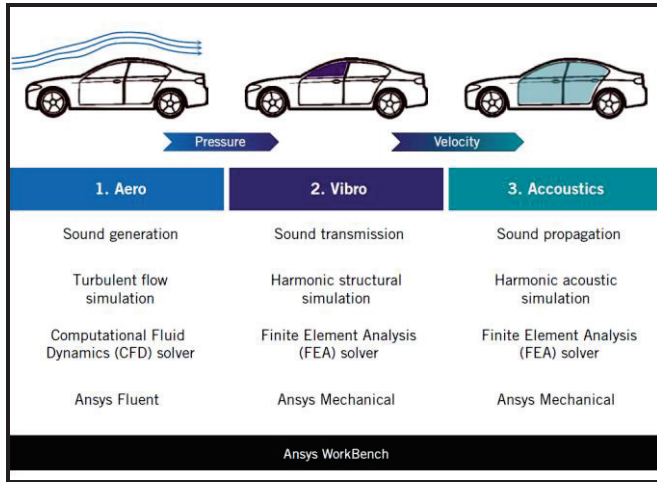 Pressure
Velocity
1. Aero
2. Vibro
3. Accoustics
Sound generation
Sound transmission
Sound propagation
Turbulent flow
simulation
Harmonic structural
simulation
Harmonic acoustic
simulation
Computational Fluid
Dynamics (CFD) solver
Finite Element Analysis
(FEA) solver
Finite Element Analysis
(FEA) solver
Ansys Fluent
Ansys Mechanical
Ansys Mechanical
Ansys WorkBench